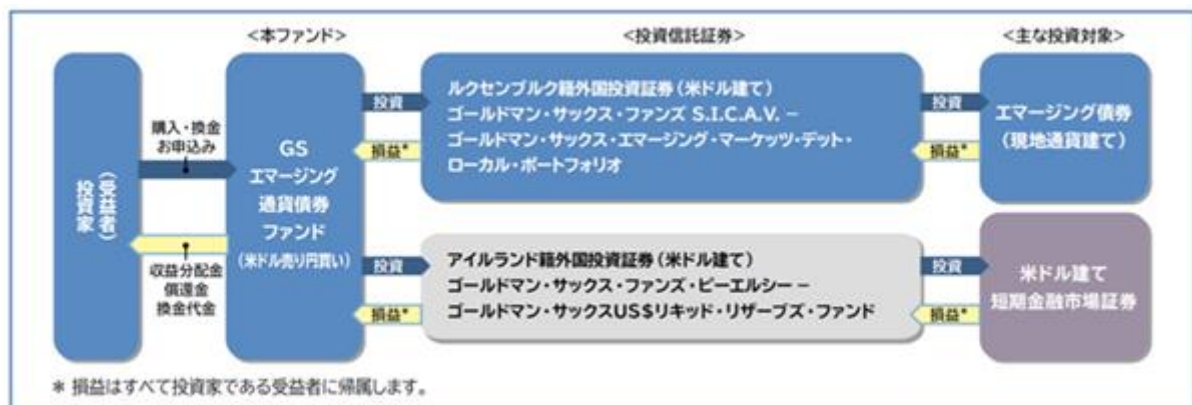 <本ファンド>
<投資信託証券>
<主な投資対象>
投資家
(受益者)
購入・換金
お申込み
収益分配金
償還金
換金代金
GS
エマージング
通貨債券
ファンド
(米ドル売り円買い)
投資
損益*
ルクセンブルク籍外国投資証券(米ドル建て)
ゴールドマン・サックス・ファンズ S.I.C.A.V. −
ゴールドマン・サックス・エマージング・マーケッツ・デット・
ローカル・ポートフォリオ
投資
損益*
エマージング債券
(現地通貨建て)
投資
損益*
アイルランド籍外国投資証券(米ドル建て)
ゴールドマン・サックス・ファンズ・ピーエルシー −
ゴールドマン・サックスUS$リキッド・リザーブズ・ファンド
投資
損益*
米ドル建て
短期金融市場証券
* 損益はすべて投資家である受益者に帰属します。